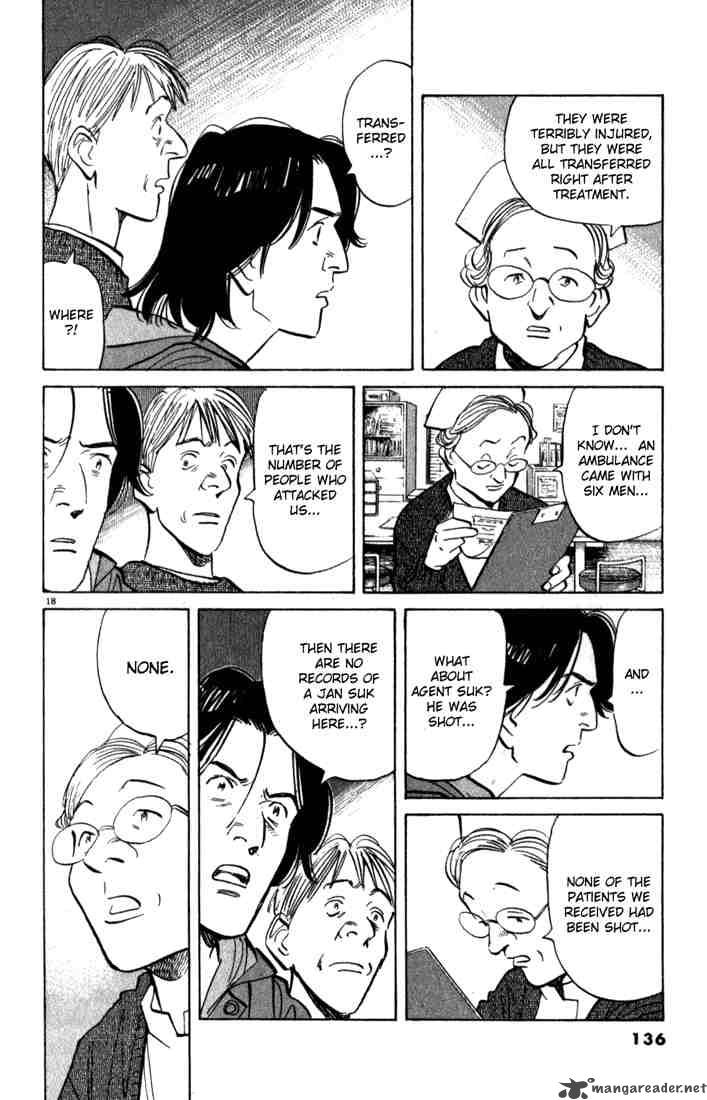 THEY WERE
TERRIBLY INJURED,
BUT THEY WERE
ALL TRANSFERRED
RIGHT AFTER
TREATMENT.
TRANS-
FERRED
...?
WHERE
?!
I DON'T
KNOW... AN
AMBULANCE
CAME WITH
SIX MEN...
THAT'S THE
NUMBER OF
PEOPLE WHO
ATTACKED
US...
18
AND
...
WHAT
ABOUT
AGENT SUK?
HE WAS
SHOT...
NONE OF THE
PATIENTS WE
RECEIVED HAD
BEEN SHOT...
THEN THERE
ARE NO
RECORDS OF
A JAN SUK
ARRIVING
HERE...?
NONE.
136
mangareader.net